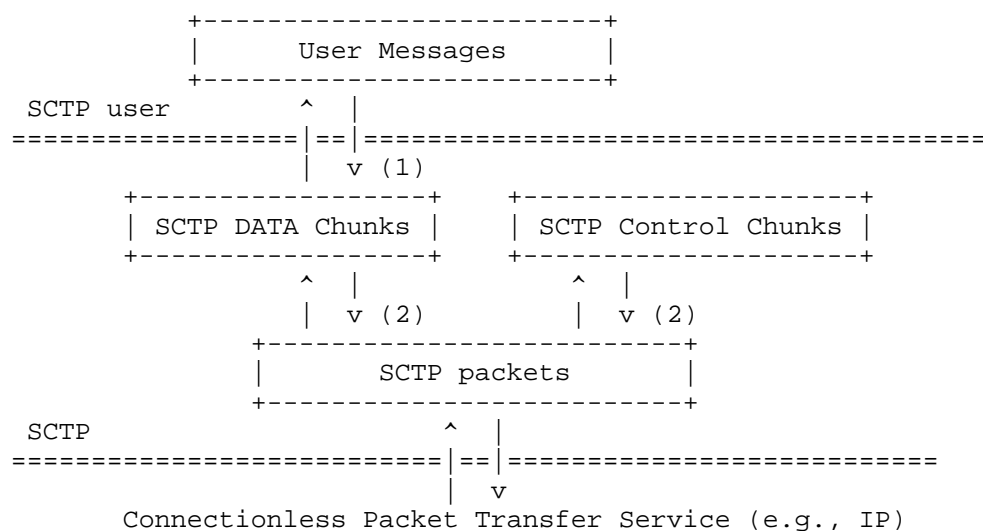 +--------------------------+
|      User Messages       |
+--------------------------+
SCTP user         ^  |
==================|==|=======================================
                  |  v (1)
+------------------+    +---------------------+
| SCTP DATA Chunks |    | SCTP Control Chunks |
+------------------+    +---------------------+
^  |                ^  |
|  v (2)            |  v (2)
+--------------------------+
|       SCTP packets       |
+--------------------------+
SCTP                      ^  |
===========================|==|===========================
|  v
Connectionless Packet Transfer Service (e.g., IP)